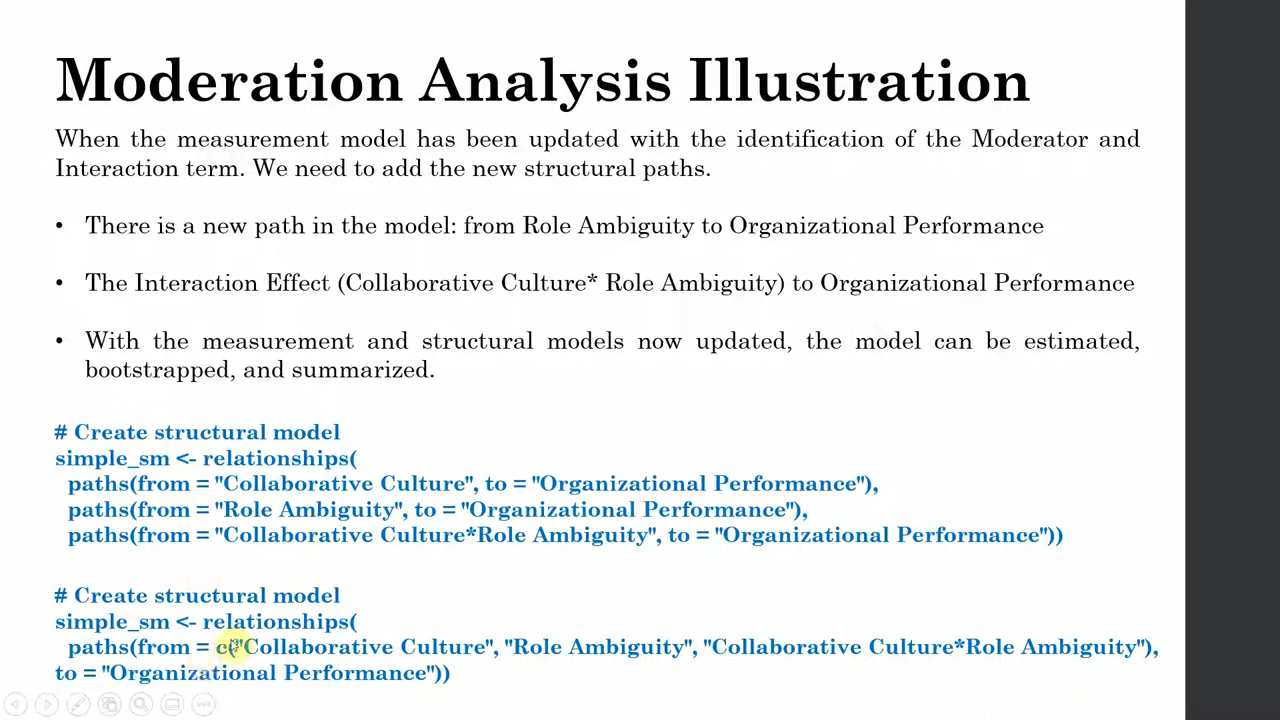 Moderation Analysis Illustration
When the measurement model has been updated with the identification of the Moderator and
Interaction term. We need to add the new structural paths.
• There is a new path in the model: from Role Ambiguity to Organizational Performance
• The Interaction Effect (Collaborative Culture* Role Ambiguity) to Organizational Performance
• With the measurement and structural models now updated, the model can be estimated,
bootstrapped, and summarized.
# Create structural model
simple_sm <- relationships(
paths(from = "Collaborative Culture", to = "Organizational Performance"),
paths(from = "Role Ambiguity", to = "Organizational Performance"),
paths(from = "Collaborative Culture*Role Ambiguity", to = "Organizational Performance"))
# Create structural model
simple_sm <- relationships(
paths(from = c("Collaborative Culture", "Role Ambiguity", "Collaborative Culture*Role Ambiguity"),
to = "Organizational Performance"))